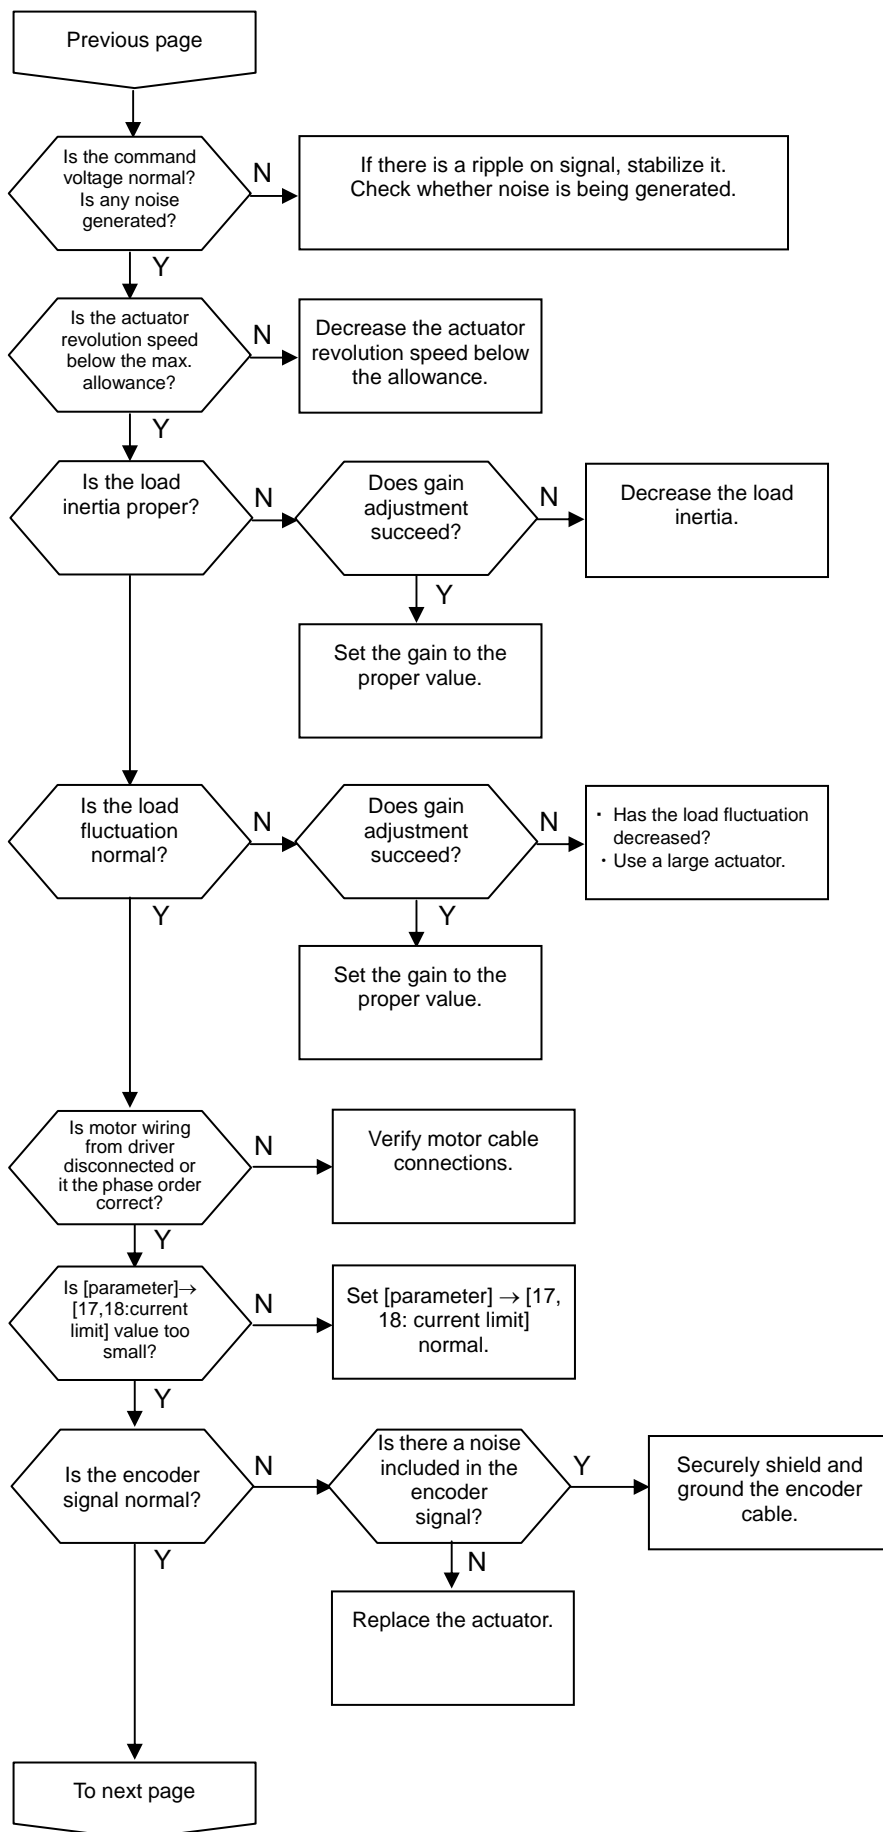 Previous page
Is the command
voltage normal?
Is any noise
generated?
N
If there is a ripple on signal, stabilize it.
Check whether noise is being generated.
Y
Is the actuator
revolution speed
below the max.
allowance?
N
Decrease the actuator
revolution speed below
the allowance.
Y
Is the load
inertia proper?
N
Does gain
adjustment
succeed?
N
Decrease the load
inertia.
Y
Set the gain to the
proper value.
Is the load
fluctuation
normal?
N
Does gain
adjustment
succeed?
N
・ Has the load fluctuation
decreased?
・ Use a large actuator.
Y
Y
Set the gain to the
proper value.
Is motor wiring
from driver
disconnected or
it the phase order
correct?
N
Verify motor cable
connections.
Y
Is [parameter]→
[17,18:current
limit] value too
small?
N
Set [parameter] → [17,
18: current limit]
normal.
Y
Is the encoder
signal normal?
N
Is there a noise
included in the
encoder
signal?
Y
Securely shield and
ground the encoder
cable.
Y
N
Replace the actuator.
To next page